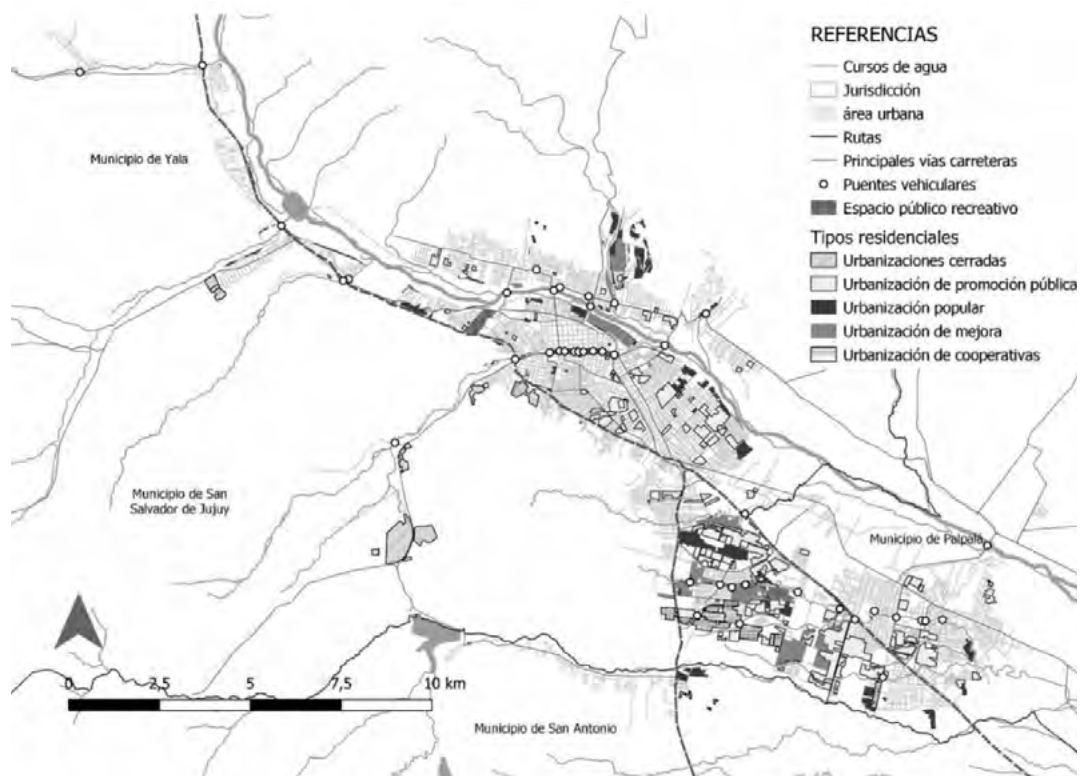 REFERENCIAS
Cursos de agua
Jurisdicción
área urbana
Rutas
Principales vías carreteras
Puentes vehiculares
Espacio público recreativo
Tipos residenciales
Urbanizaciones cerradas
Urbanización de promoción pública
Urbanización popular
Urbanización de mejora
Urbanización de cooperativas
Municipio de Yala
Municipio de San
Salvador de Jujuy
Municipio de Palpalá
Municipio de San Antonio
0 2,5 5 7,5 10 km